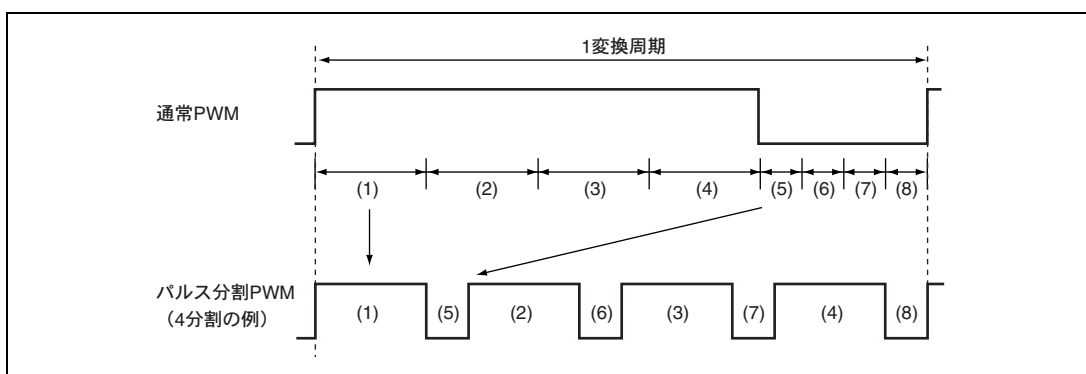 1変換周期
通常PWM
(1) (2) (3) (4) (5) (6) (7) (8)
パルス分割PWM
（4分割の例）
(1) (5) (2) (6) (3) (7) (4) (8)